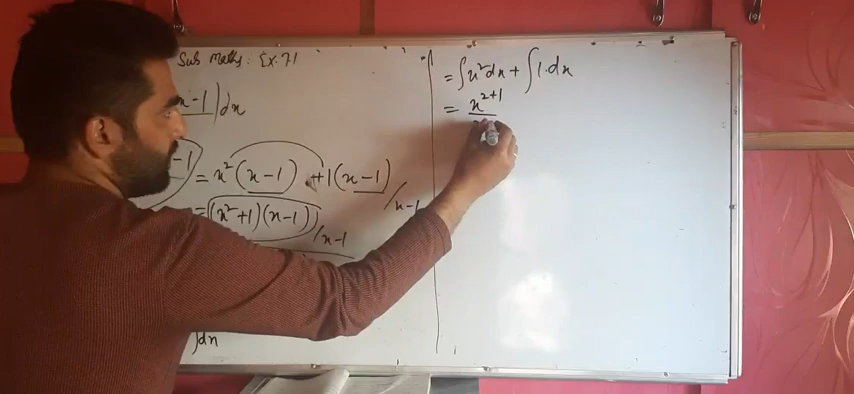 Sub maths: Ex.7.1
x-1)dx
-1) = x²(x-1) + 1(x-1) /x-1
= (x²+1)(x-1) /x-1
)dx
= ∫x²dx + ∫1.dx
= x²⁺¹